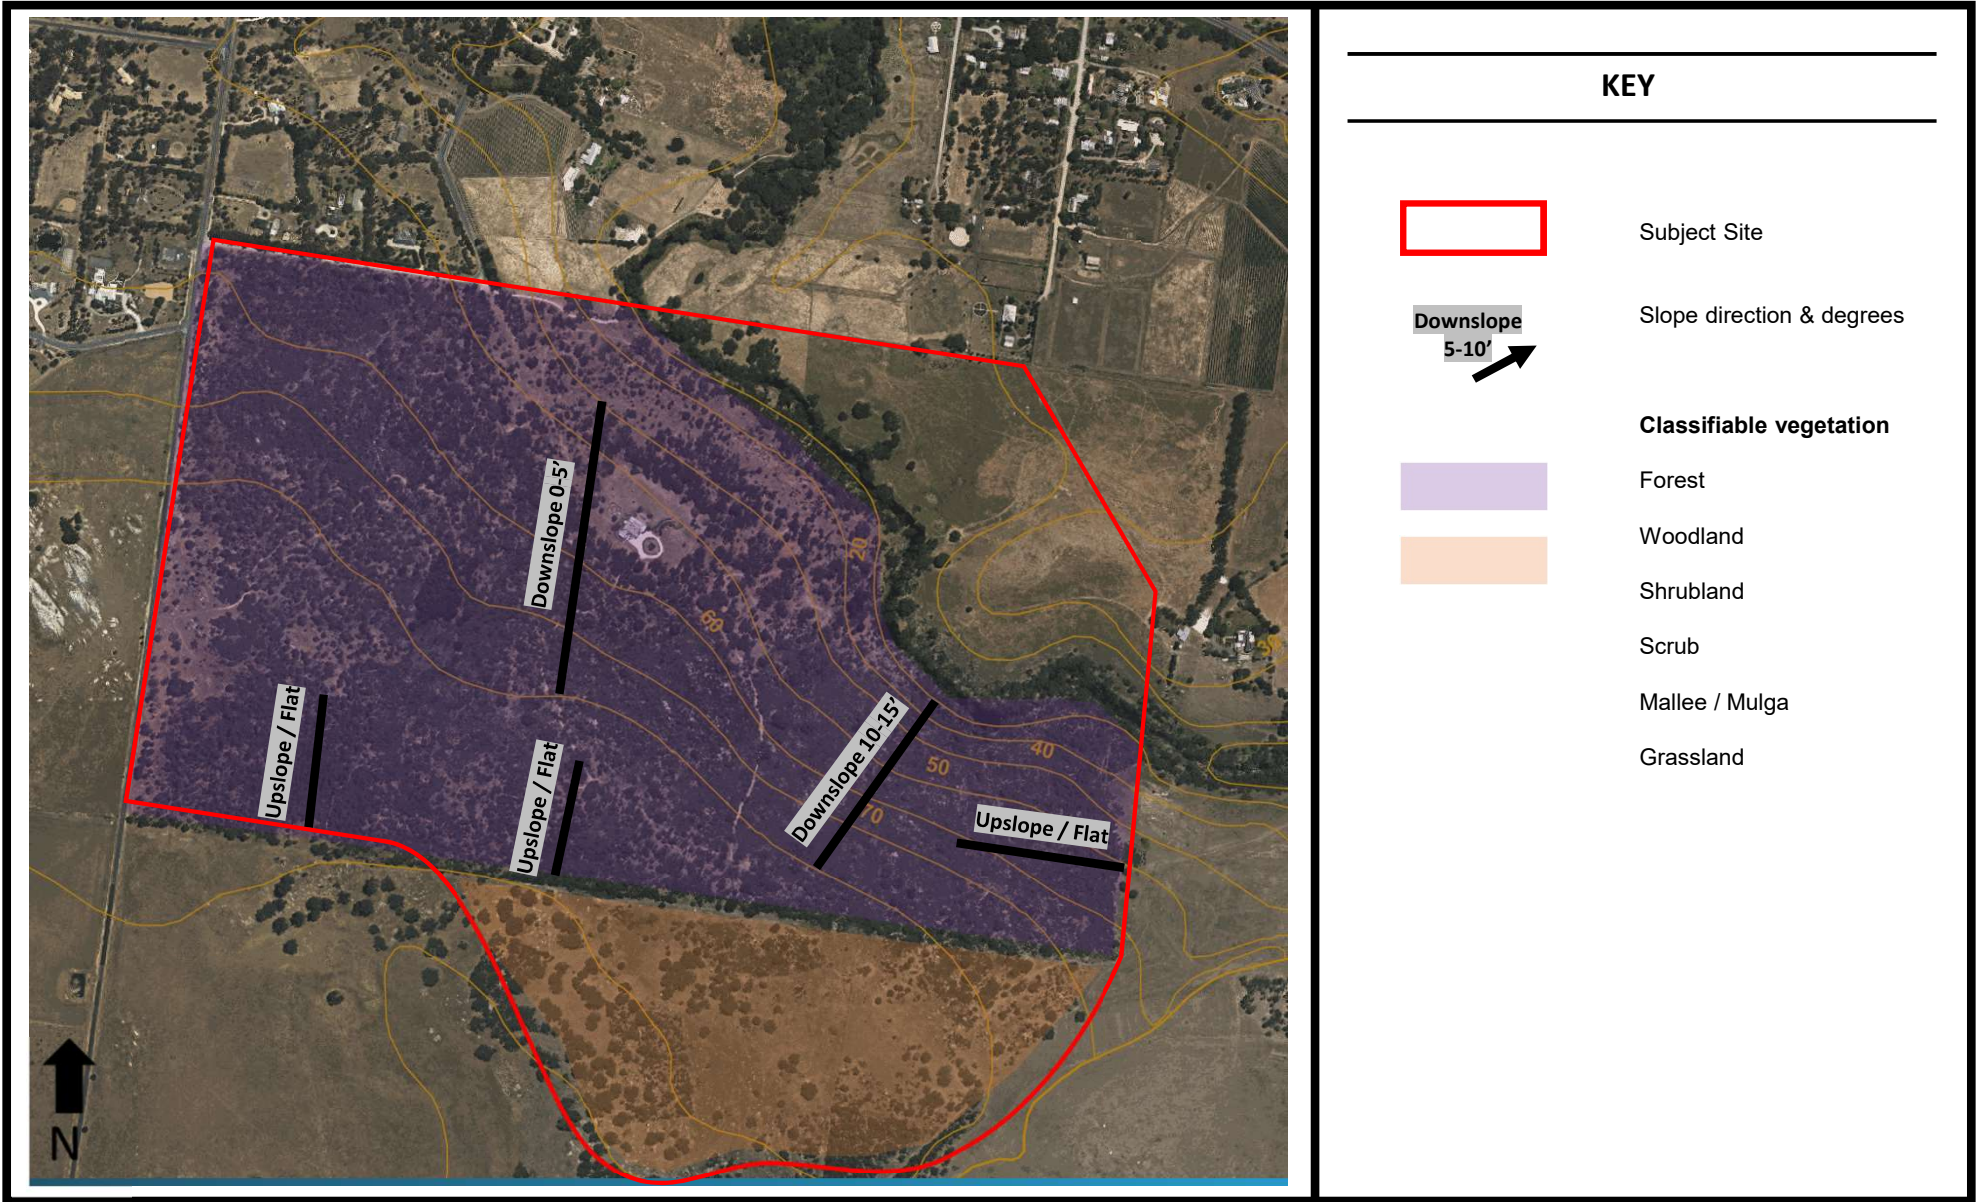 20
60
Downslope 0-5’
Upslope / Flat
Upslope / Flat
Downslope 10-15’
40
50
70
Upslope / Flat
N
KEY
Subject Site
Downslope
5-10’
Slope direction & degrees
Classifiable vegetation
Forest
Woodland
Shrubland
Scrub
Mallee / Mulga
Grassland